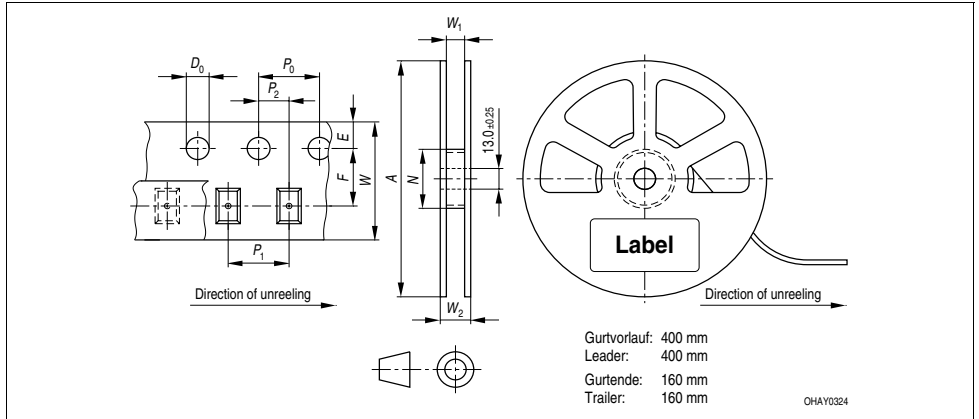 W1
D0
P0
P2
E
F
W
A
N
13.0±0.25
P1
W2
Label
Direction of unreeling
Direction of unreeling
Gurtvorlauf: 400 mm
Leader: 400 mm
Gurtende: 160 mm
Trailer: 160 mm
OHAY0324